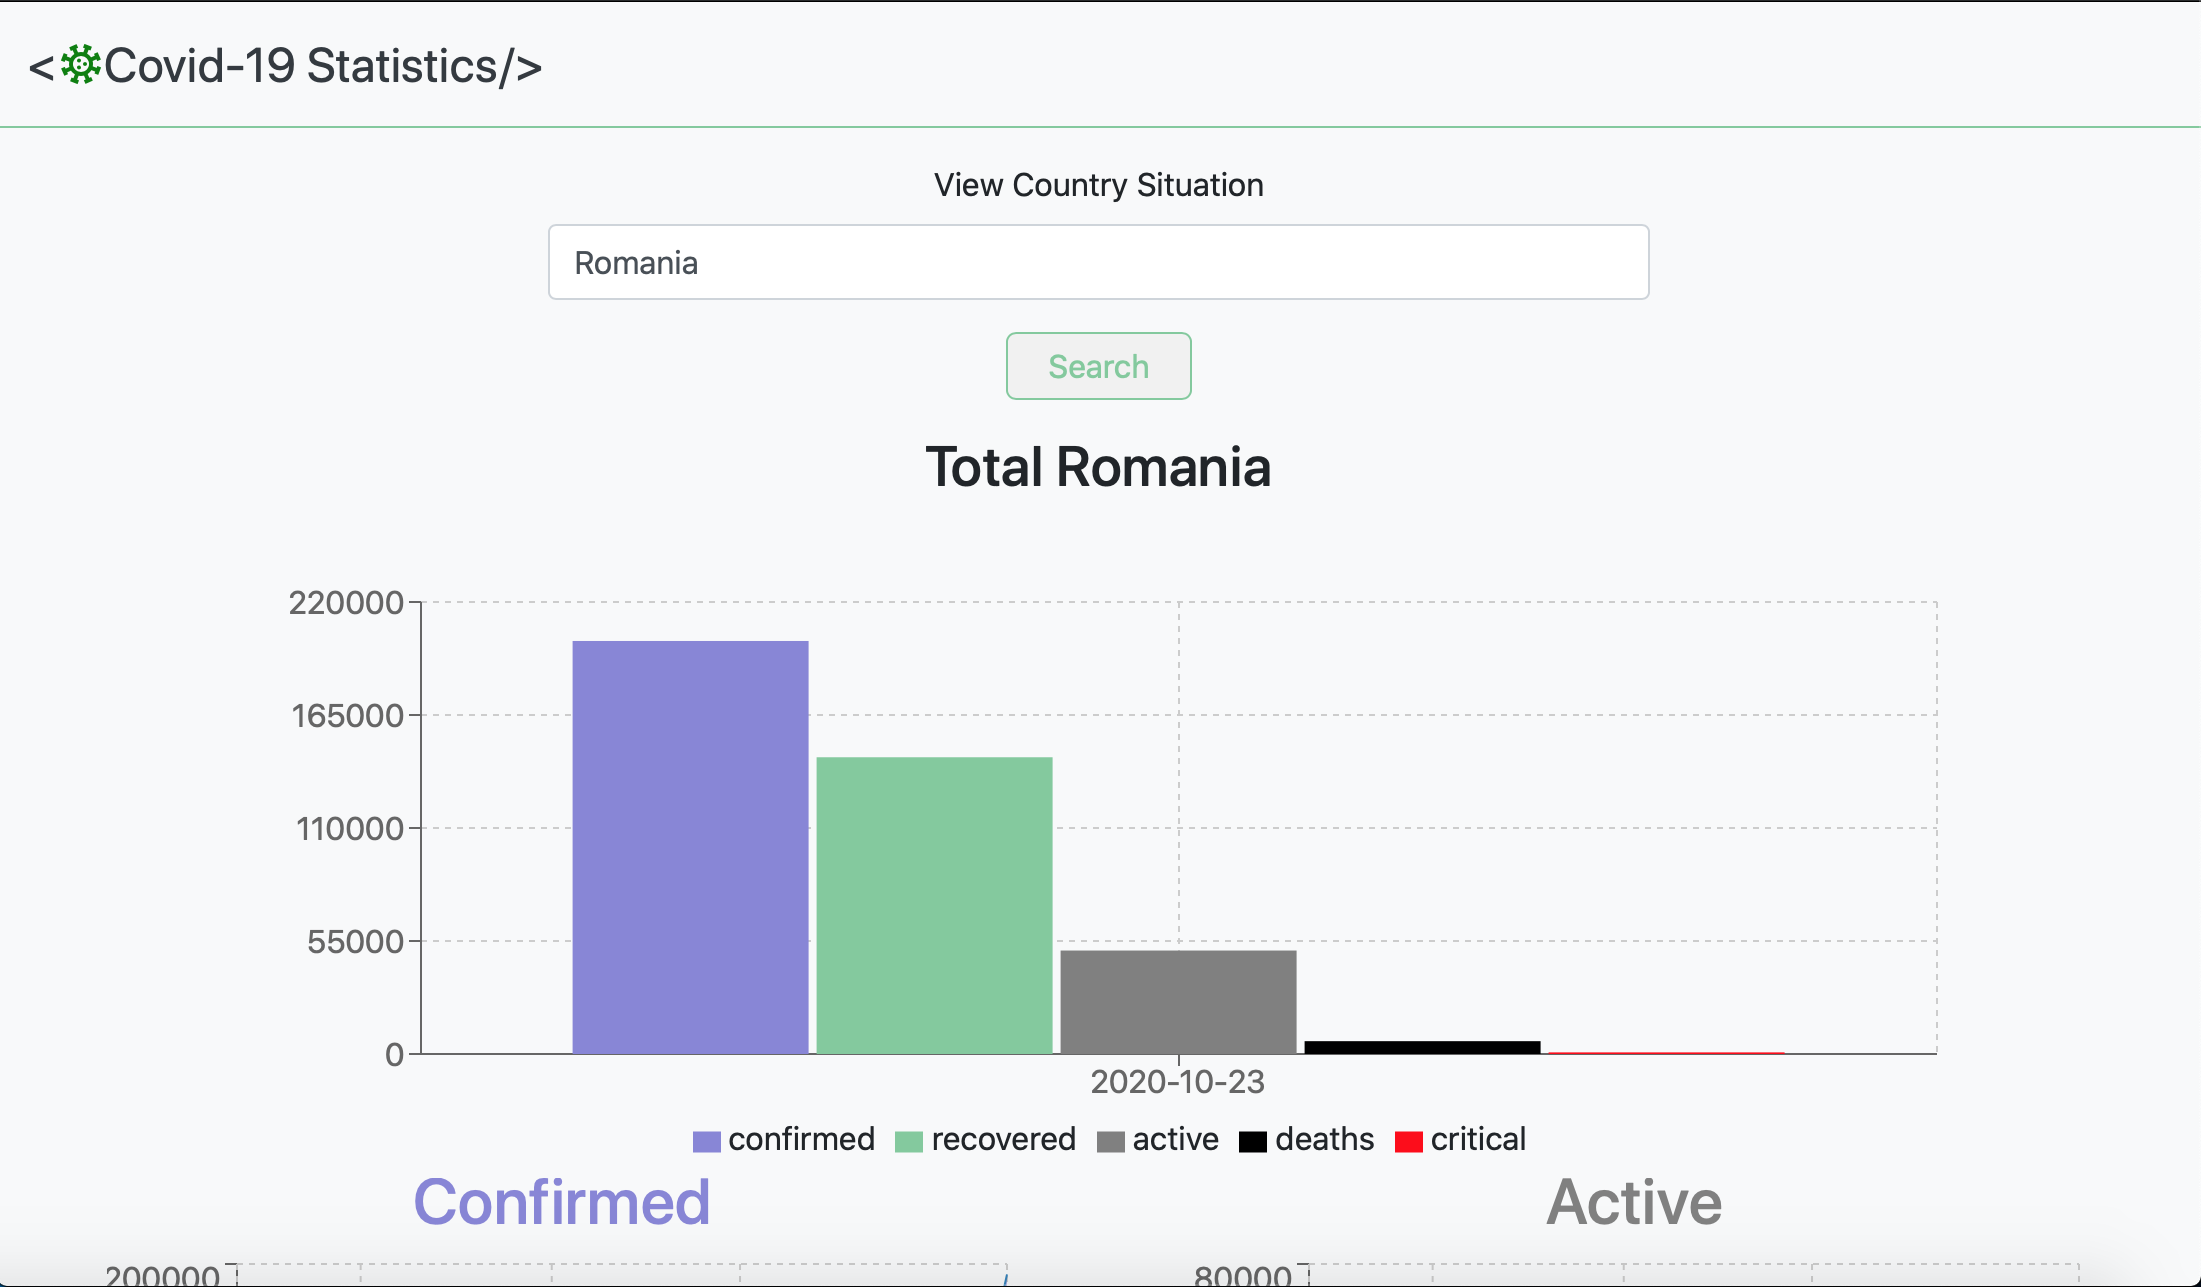 <Covid-19 Statistics/>
View Country Situation
Romania
Search
Total Romania
220000
165000
110000
55000
0
2020-10-23
confirmed recovered active deaths critical
Confirmed Active
200000 80000